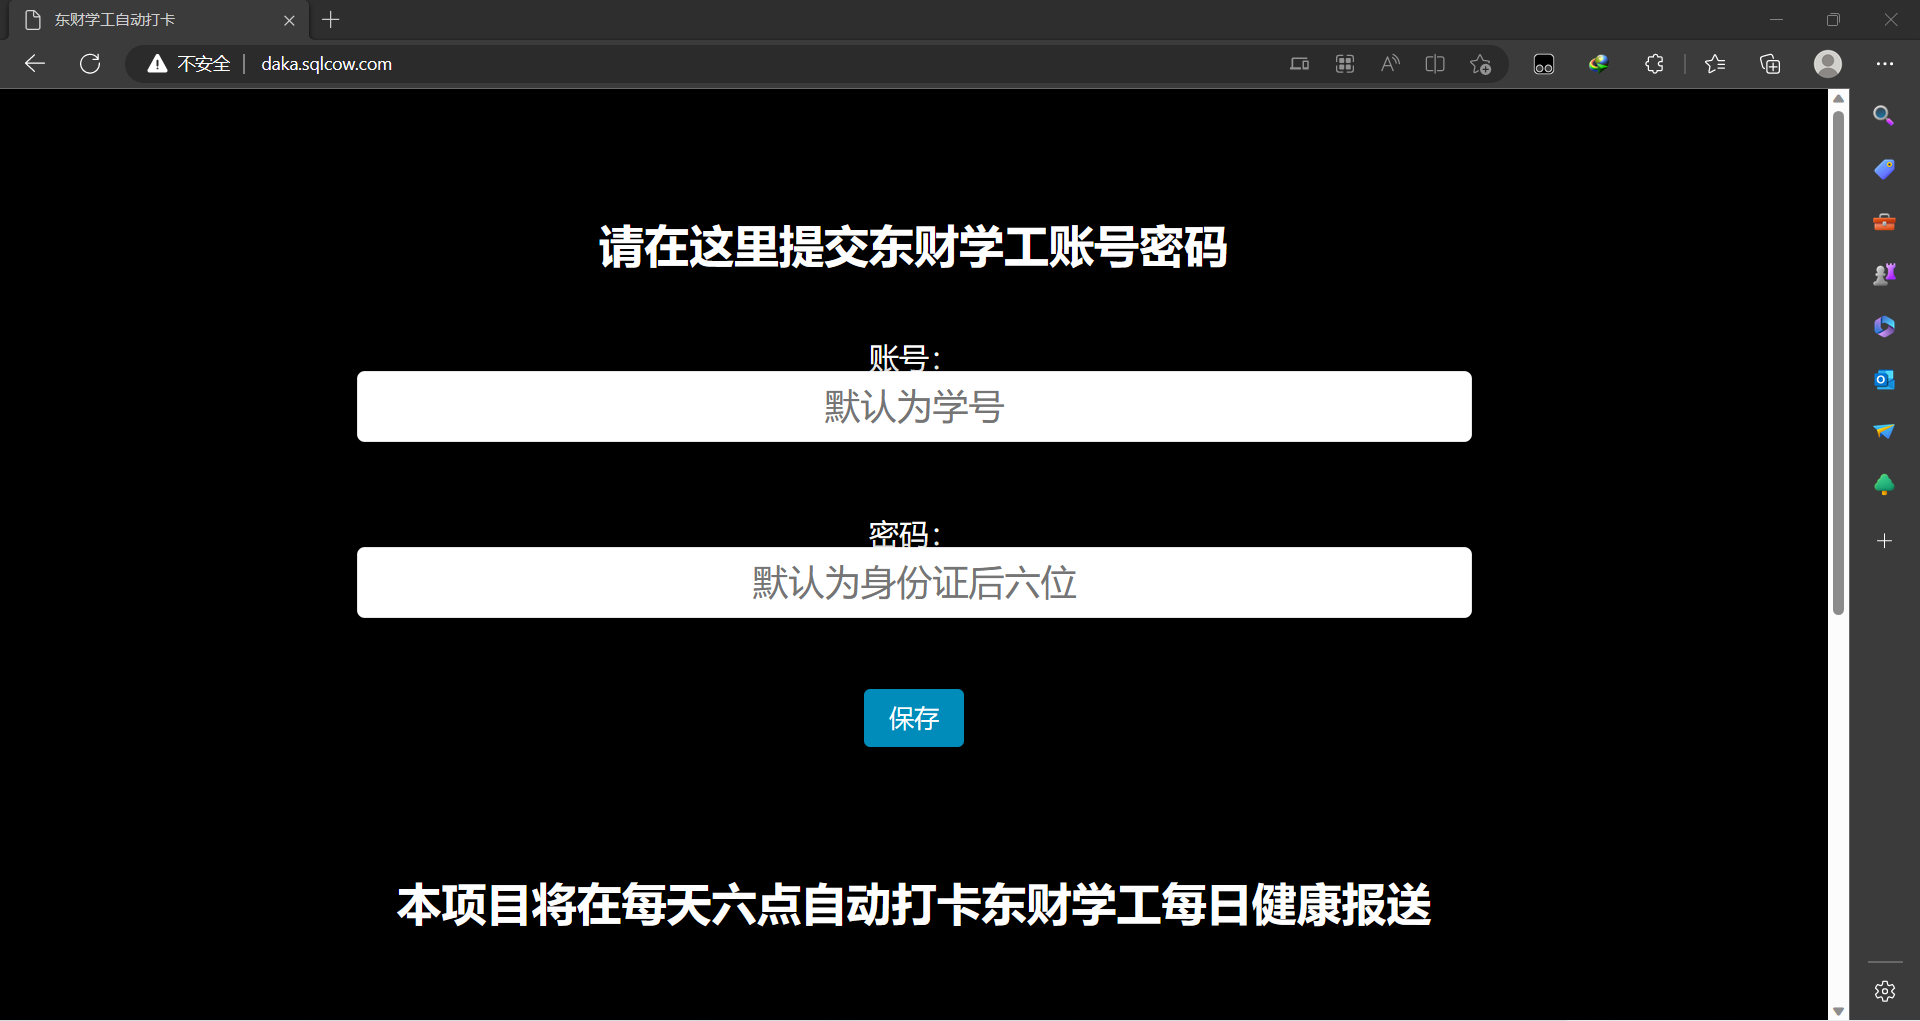 东财学工自动打卡
不安全
daka.sqlcow.com
请在这里提交东财学工账号密码
账号：
默认为学号
密码：
默认为身份证后六位
保存
本项目将在每天六点自动打卡东财学工每日健康报送